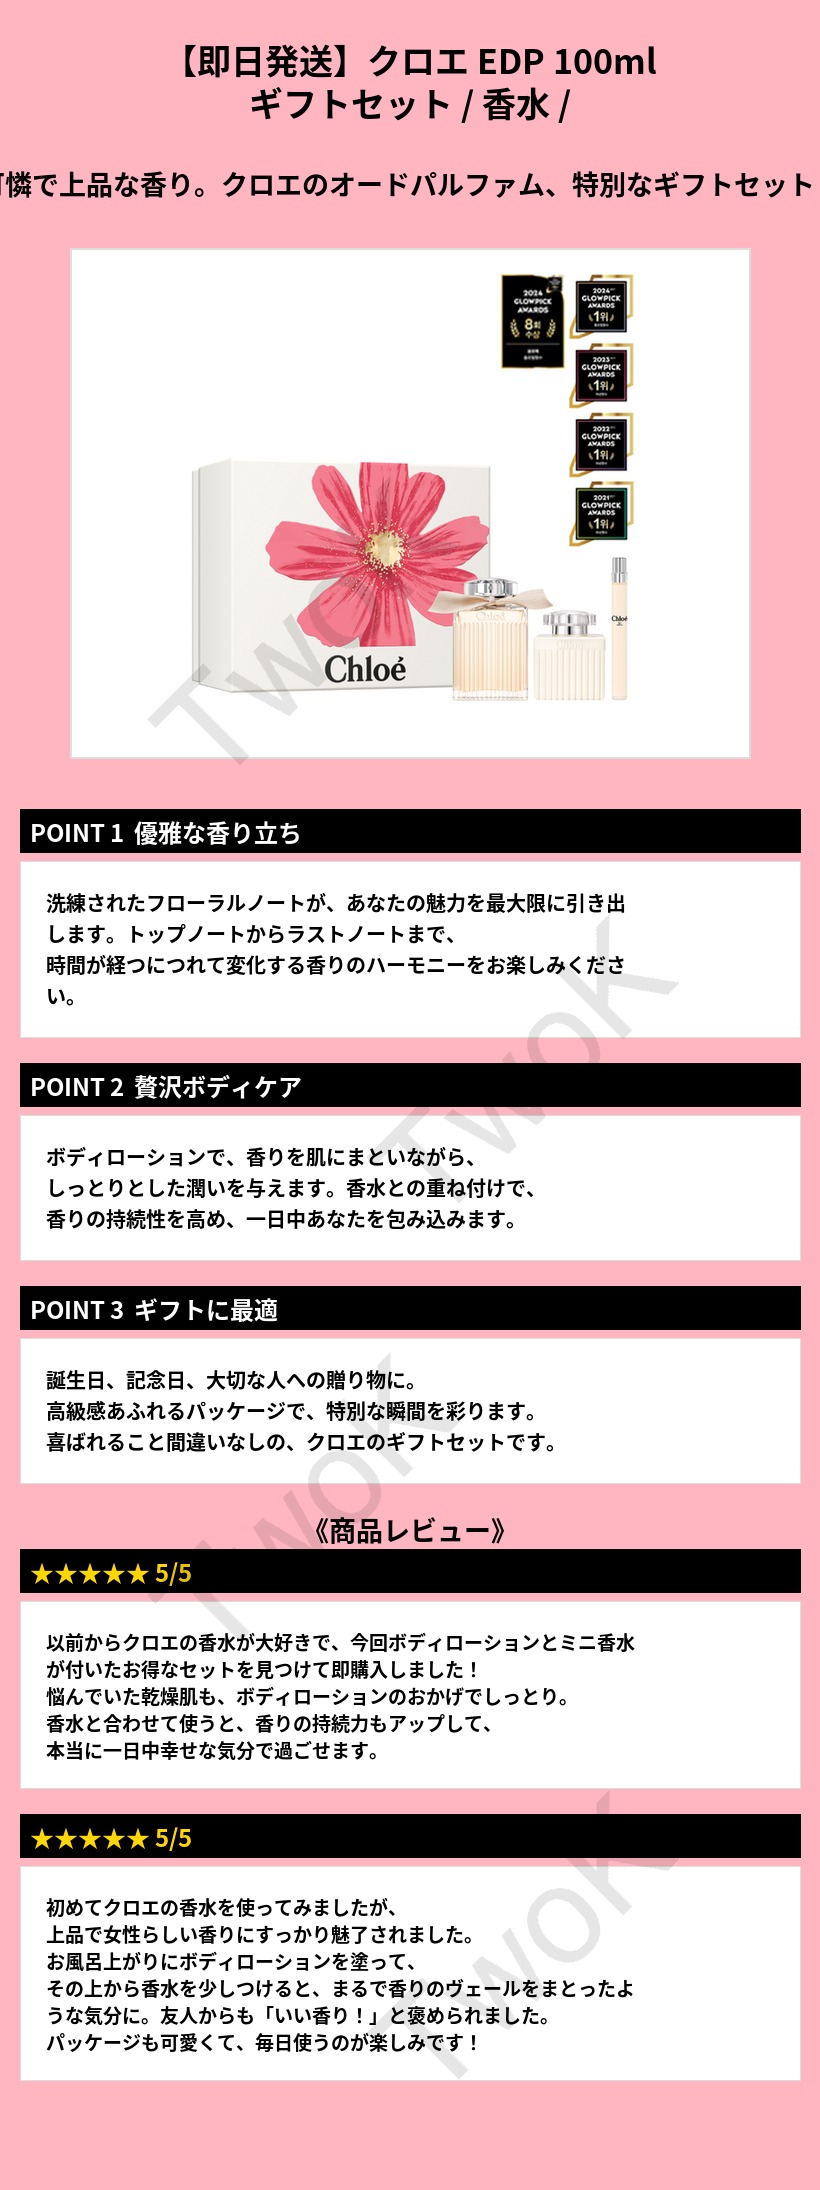 【即日発送】クロエ EDP 100ml
ギフトセット / 香水 /
可憐で上品な香り。クロエのオードパルファム、特別なギフトセット
2024
GLOWPICK
AWARDS
8회
수상
2024
GLOWPICK
AWARDS
1위
2023
GLOWPICK
AWARDS
1위
2022
GLOWPICK
AWARDS
1위
2021
GLOWPICK
AWARDS
1위
Chloé
Chloé
Chloé
TwoK
POINT 1 優雅な香り立ち
洗練されたフローラルノートが、あなたの魅力を最大限に引き出
します。トップノートからラストノートまで、
時間が経つにつれて変化する香りのハーモニーをお楽しみくださ
い。
TwoK
POINT 2 贅沢ボディケア
ボディローションで、香りを肌にまといながら、
しっとりとした潤いを与えます。香水との重ね付けで、
香りの持続性を高め、一日中あなたを包み込みます。
POINT 3 ギフトに最適
誕生日、記念日、大切な人への贈り物に。
高級感あふれるパッケージで、特別な瞬間を彩ります。
喜ばれること間違いなしの、クロエのギフトセットです。
TwoK
《商品レビュー》
★★★★★ 5/5
以前からクロエの香水が大好きで、今回ボディローションとミニ香水
が付いたお得なセットを見つけて即購入しました！
悩んでいた乾燥肌も、ボディローションのおかげでしっとり。
香水と合わせて使うと、香りの持続力もアップして、
本当に一日中幸せな気分で過ごせます。
★★★★★ 5/5
初めてクロエの香水を使ってみましたが、
上品で女性らしい香りにすっかり魅了されました。
お風呂上がりにボディローションを塗って、
その上から香水を少しつけると、まるで香りのヴェールをまとったよ
うな気分に。友人からも「いい香り！」と褒められました。
パッケージも可愛くて、毎日使うのが楽しみです！
TwoK